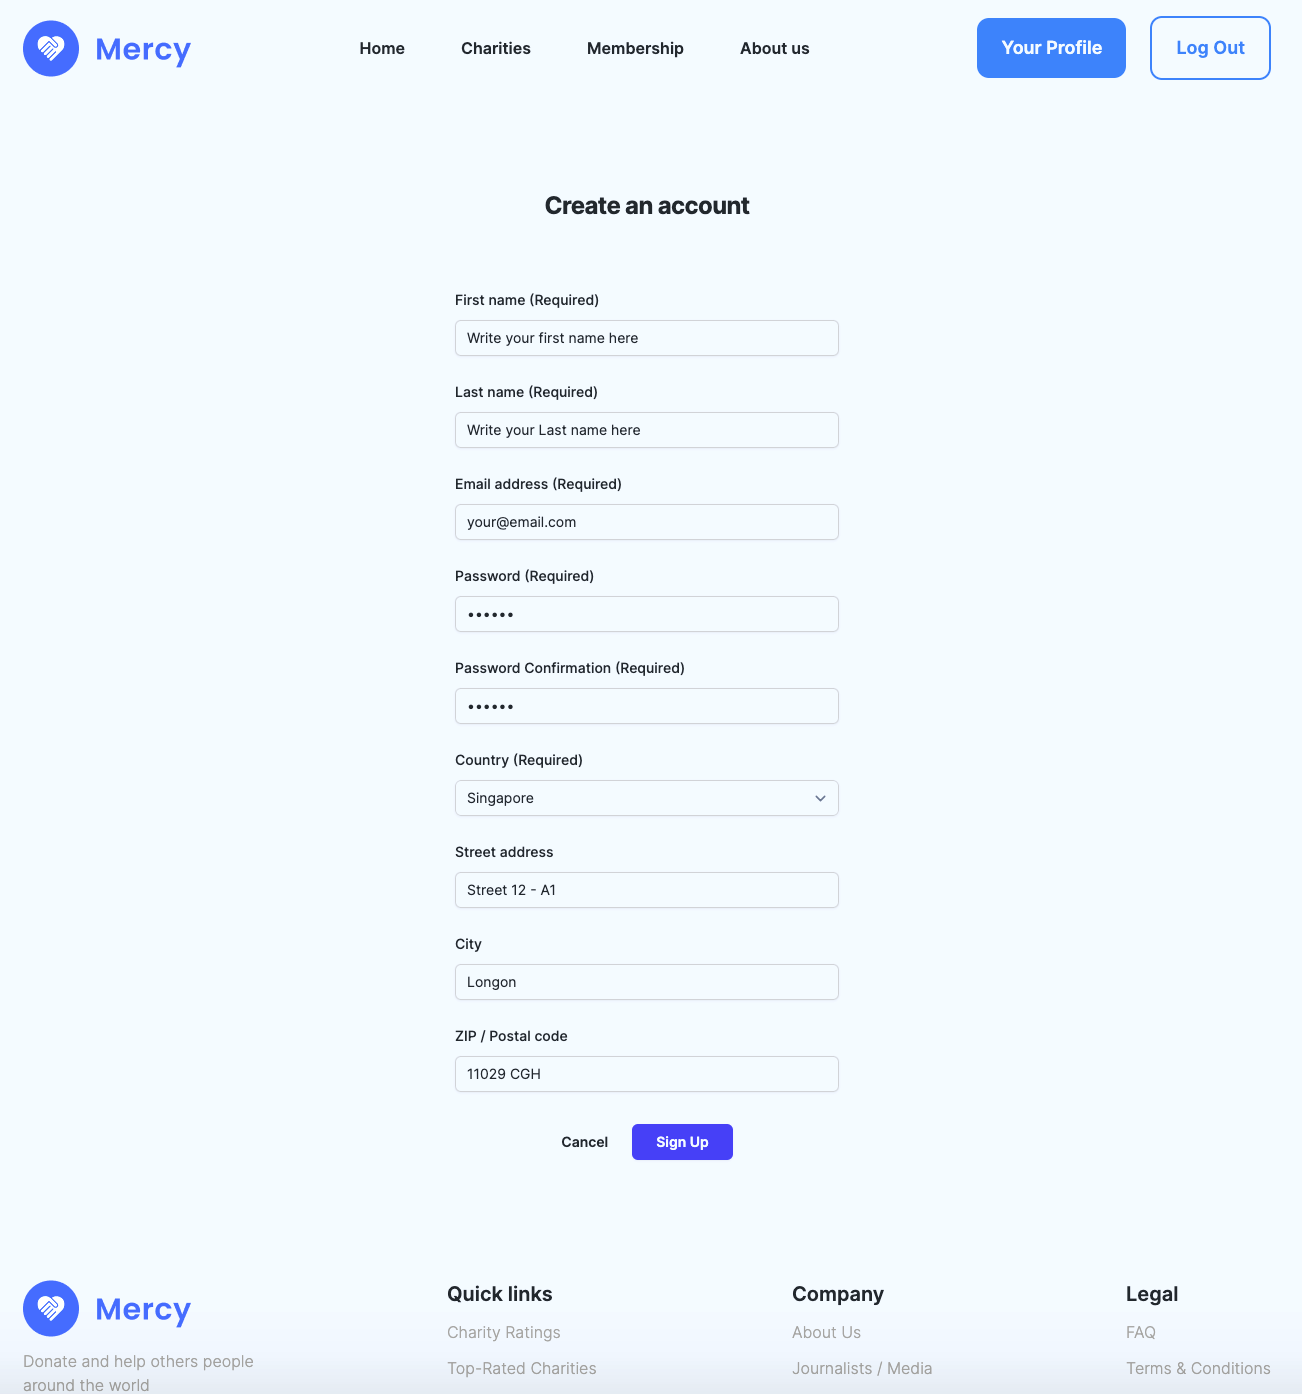 Mercy
Home
Charities
Membership
About us
Your Profile
Log Out
Create an account
First name (Required)
Write your first name here
Last name (Required)
Write your Last name here
Email address (Required)
your@email.com
Password (Required)
••••••
Password Confirmation (Required)
••••••
Country (Required)
Singapore
Street address
Street 12 - A1
City
Longon
ZIP / Postal code
11029 CGH
Cancel
Sign Up
Mercy
Donate and help others people
around the world
Quick links
Charity Ratings
Top-Rated Charities
Company
About Us
Journalists / Media
Legal
FAQ
Terms & Conditions